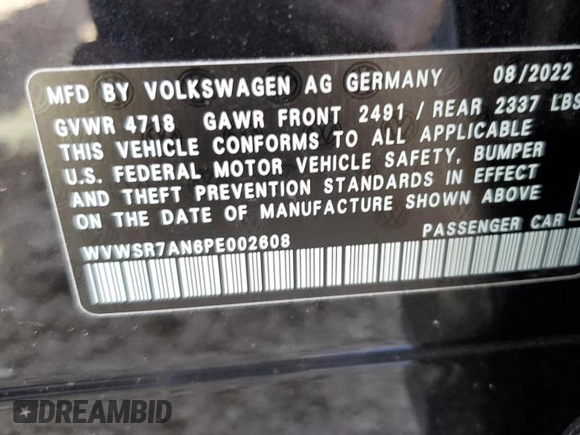 MFD BY VOLKSWAGEN AG GERMANY 08/2022
GVWR 4718 GAWR FRONT 2491 / REAR 2337 LBS
THIS VEHICLE CONFORMS TO ALL APPLICABLE
U.S. FEDERAL MOTOR VEHICLE SAFETY, BUMPER
AND THEFT PREVENTION STANDARDS IN EFFECT
ON THE DATE OF MANUFACTURE SHOWN ABOVE
WVWSR7AN6PE002608 PASSENGER CAR
DREAMBID